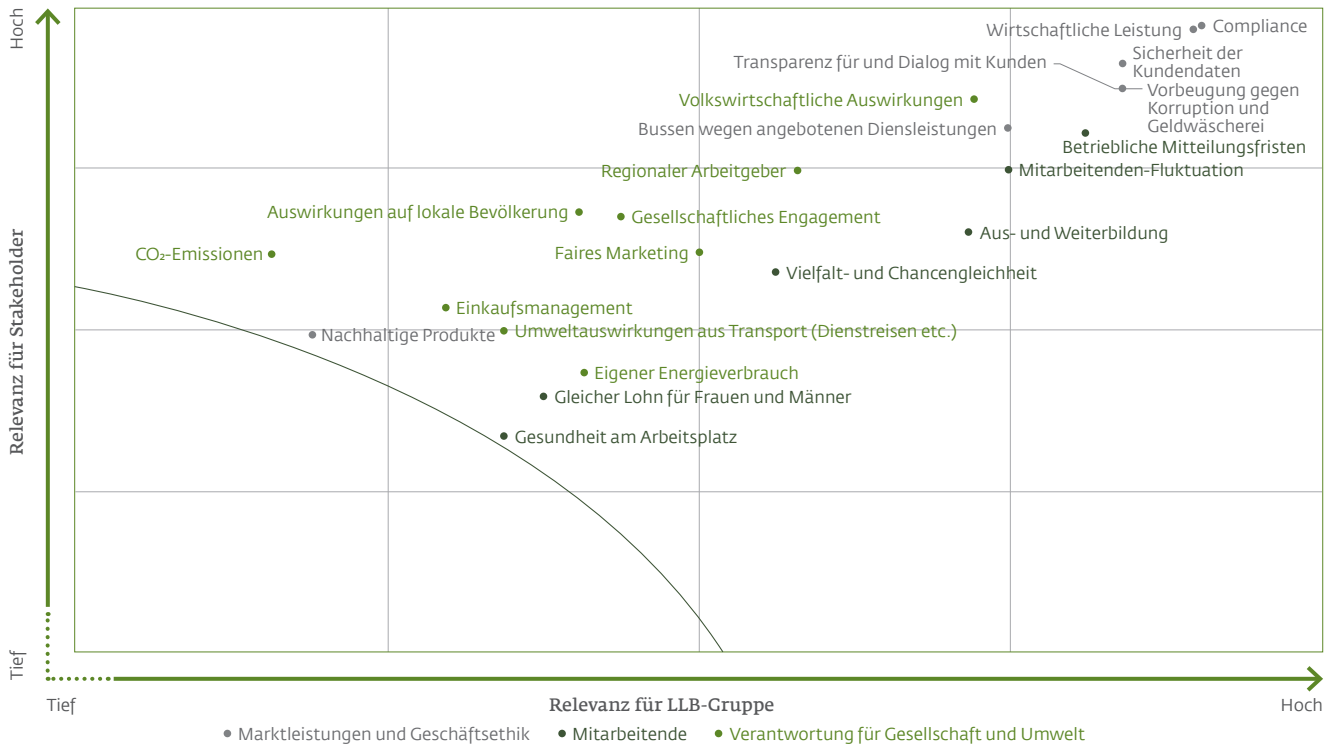 Hoch
Relevanz für Stakeholder
Tief
Wirtschaftliche Leistung
Compliance
Transparenz für und Dialog mit Kunden
Sicherheit der
Kundendaten
Vorbeugung gegen
Korruption und
Geldwäscherei
Volkswirtschaftliche Auswirkungen
Bussen wegen angebotenen Diensleistungen
Betriebliche Mitteilungsfristen
Regionaler Arbeitgeber
Mitarbeitenden-Fluktuation
Auswirkungen auf lokale Bevölkerung
Gesellschaftliches Engagement
Aus- und Weiterbildung
CO₂-Emissionen
Faires Marketing
Vielfalt- und Chancengleichheit
Einkaufsmanagement
Nachhaltige Produkte
Umweltauswirkungen aus Transport (Dienstreisen etc.)
Eigener Energieverbrauch
Gleicher Lohn für Frauen und Männer
Gesundheit am Arbeitsplatz
Tief
Relevanz für LLB-Gruppe
Hoch
Marktleistungen und Geschäftsethik
Mitarbeitende
Verantwortung für Gesellschaft und Umwelt